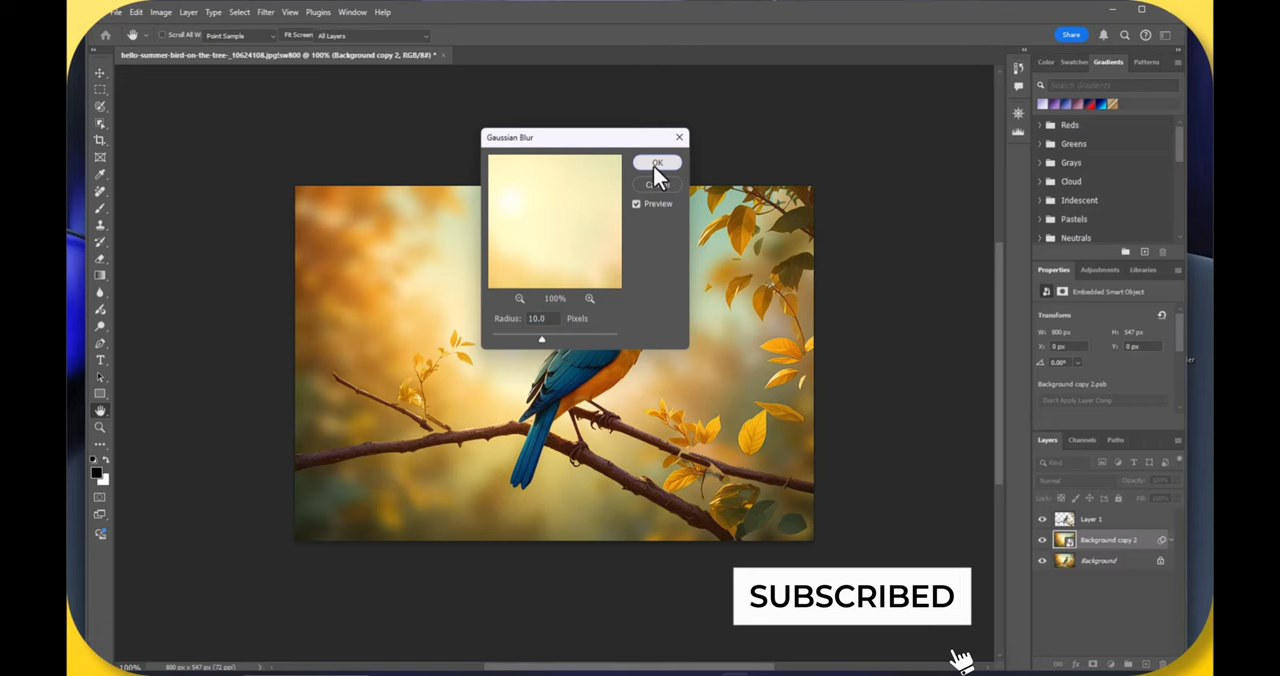 File Edit Image Layer Type Select Filter View Plugins Window Help
Scroll All W Point Sample Fit Screen All Layers Share
hello-summer-bird-on-the-tree-_10624108.jpg!sw800 @ 100% (Background copy 2, RGB/8#) * ×
Color Swatches Gradients Patterns
Search Gradients
Reds
Greens
Grays
Cloud
Iridescent
Pastels
Neutrals
Gaussian Blur
OK
Preview
100%
Radius: 10.0 Pixels
Properties Adjustments Libraries
Embedded Smart Object
Transform
W: 800 px H: 547 px
X: 0 px Y: 0 px
0.00°
Background copy 2.psb
Don't Apply Layer Comp
Layers Channels Paths
Kind
Normal Opacity: 100%
Lock: Fill: 100%
Layer 1
Background copy 2
Background
SUBSCRIBED
100% 800 px x 547 px (72 ppi)